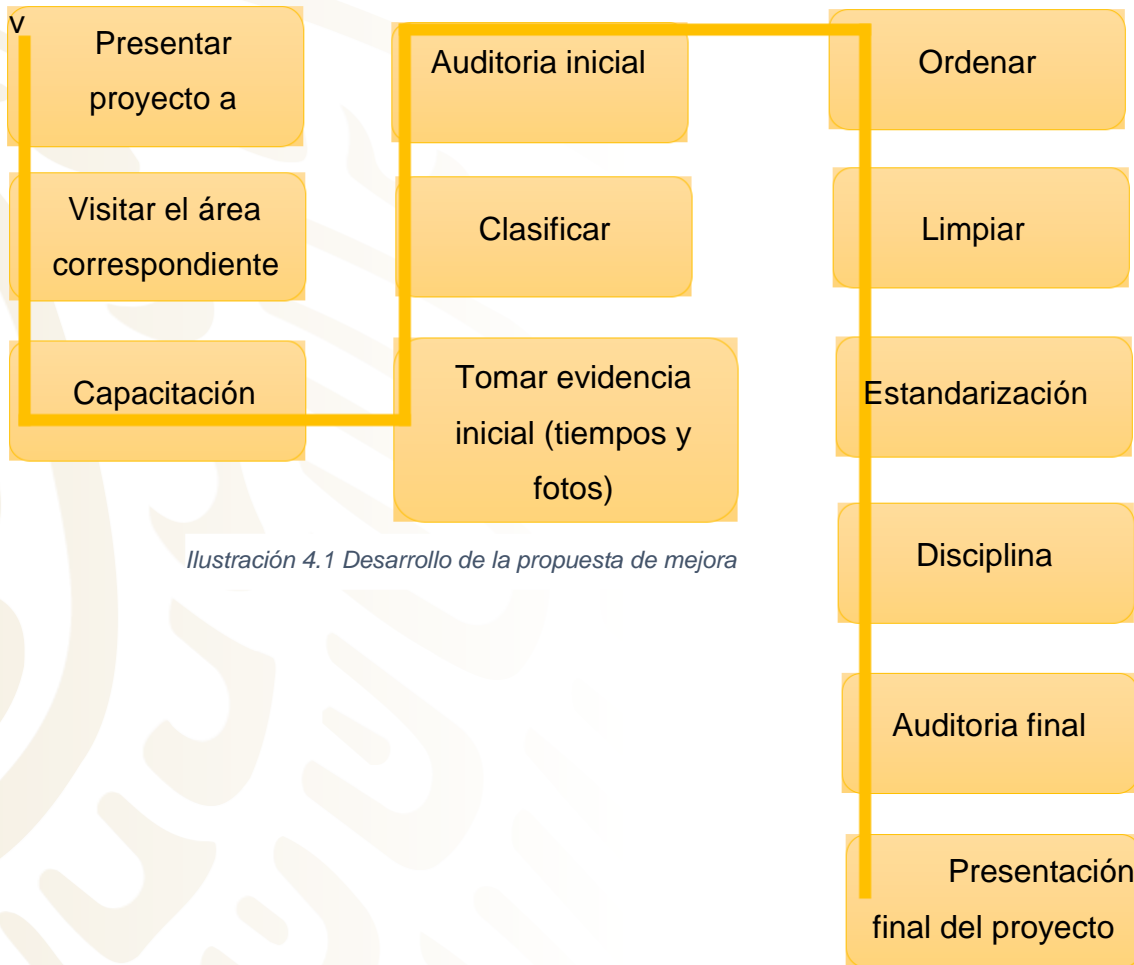 v
Presentar
proyecto a
Visitar el área
correspondiente
Capacitación
Tomar evidencia
inicial (tiempos y
fotos)
Clasificar
Auditoria inicial
Ordenar
Limpiar
Estandarización
Disciplina
Auditoria final
Presentación
final del proyecto
Ilustración 4.1 Desarrollo de la propuesta de mejora